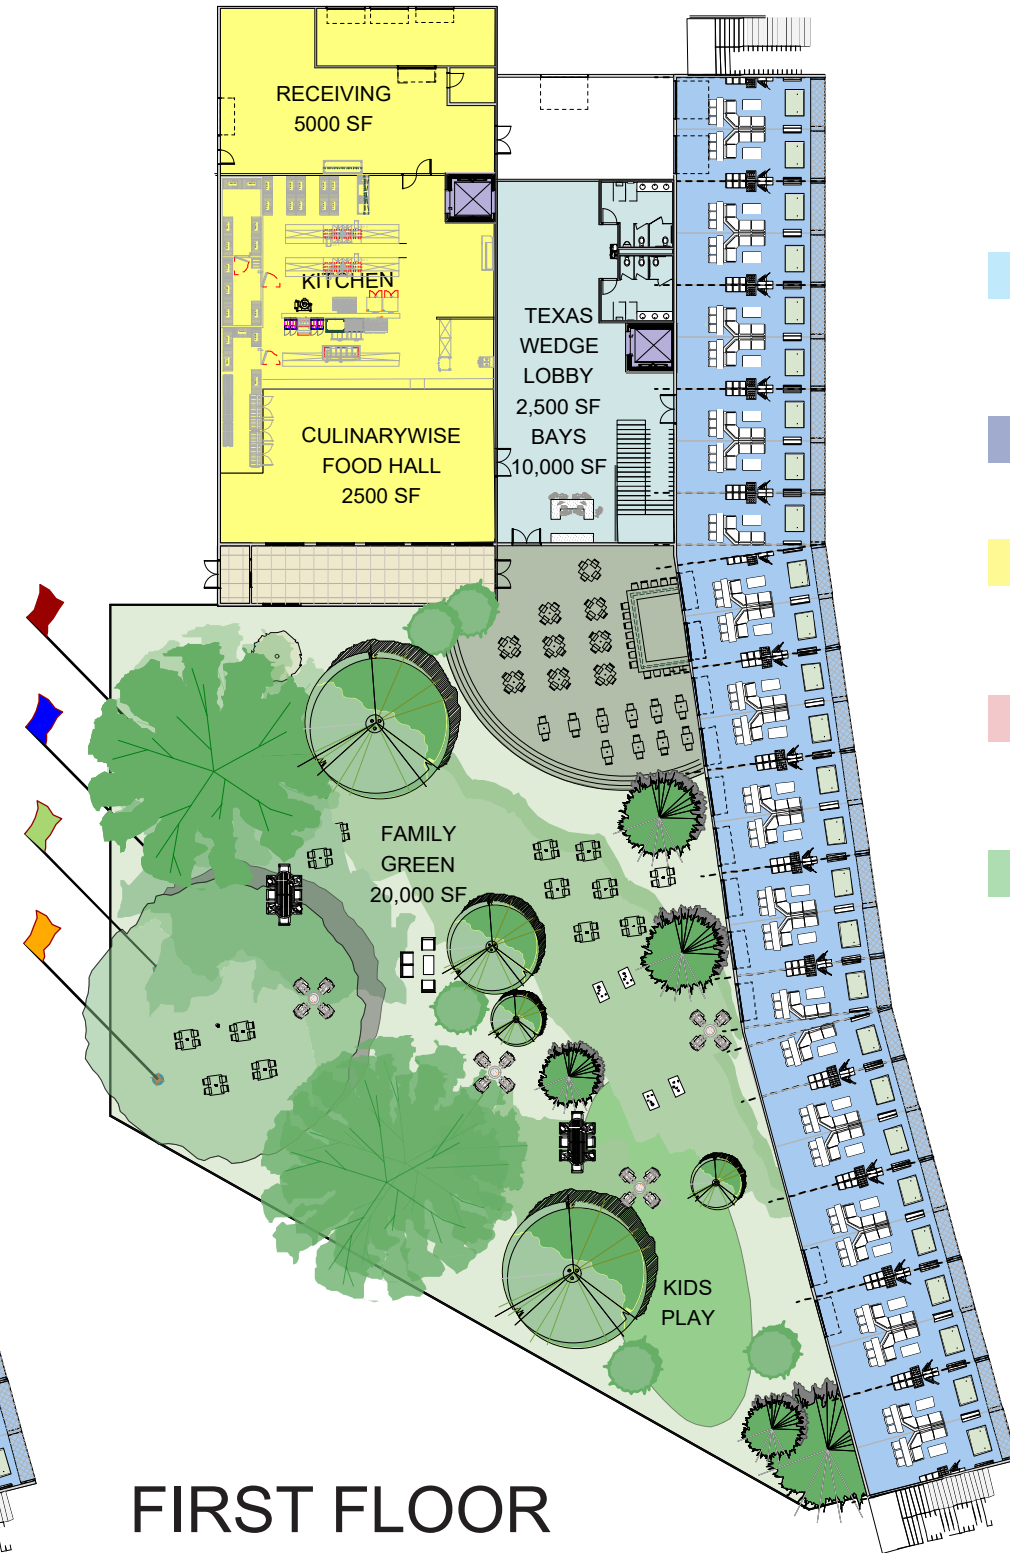 RECEIVING
5000 SF
KITCHEN
TEXAS
WEDGE
LOBBY
2,500 SF
BAYS
10,000 SF
CULINARYWISE
FOOD HALL
2500 SF
FAMILY
GREEN
20,000 SF
KIDS
PLAY
FIRST FLOOR